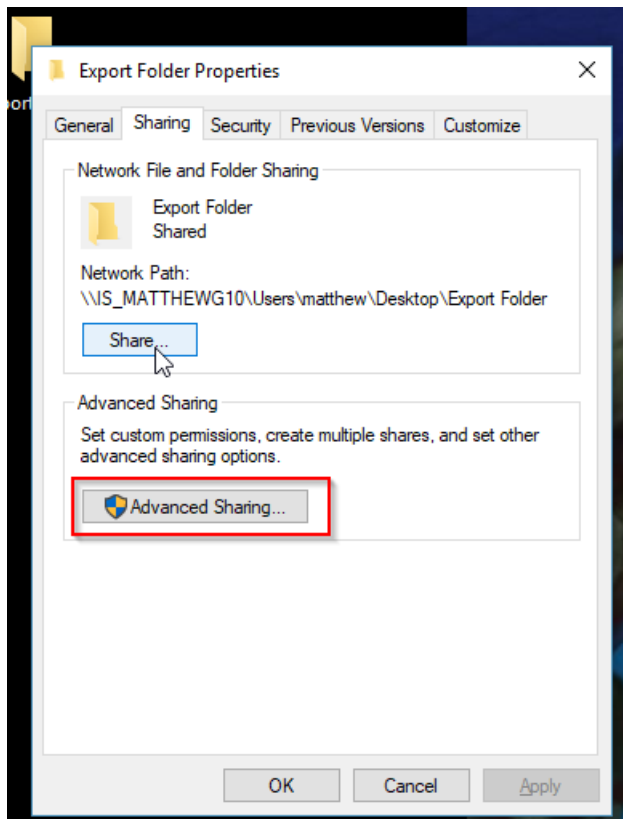 port
Export Folder Properties
General Sharing Security Previous Versions Customize
Network File and Folder Sharing
Export Folder
Shared
Network Path:
\\IS_MATTHEWG10\Users\matthew\Desktop\Export Folder
Share...
Advanced Sharing
Set custom permissions, create multiple shares, and set other
advanced sharing options.
Advanced Sharing...
OK Cancel Apply